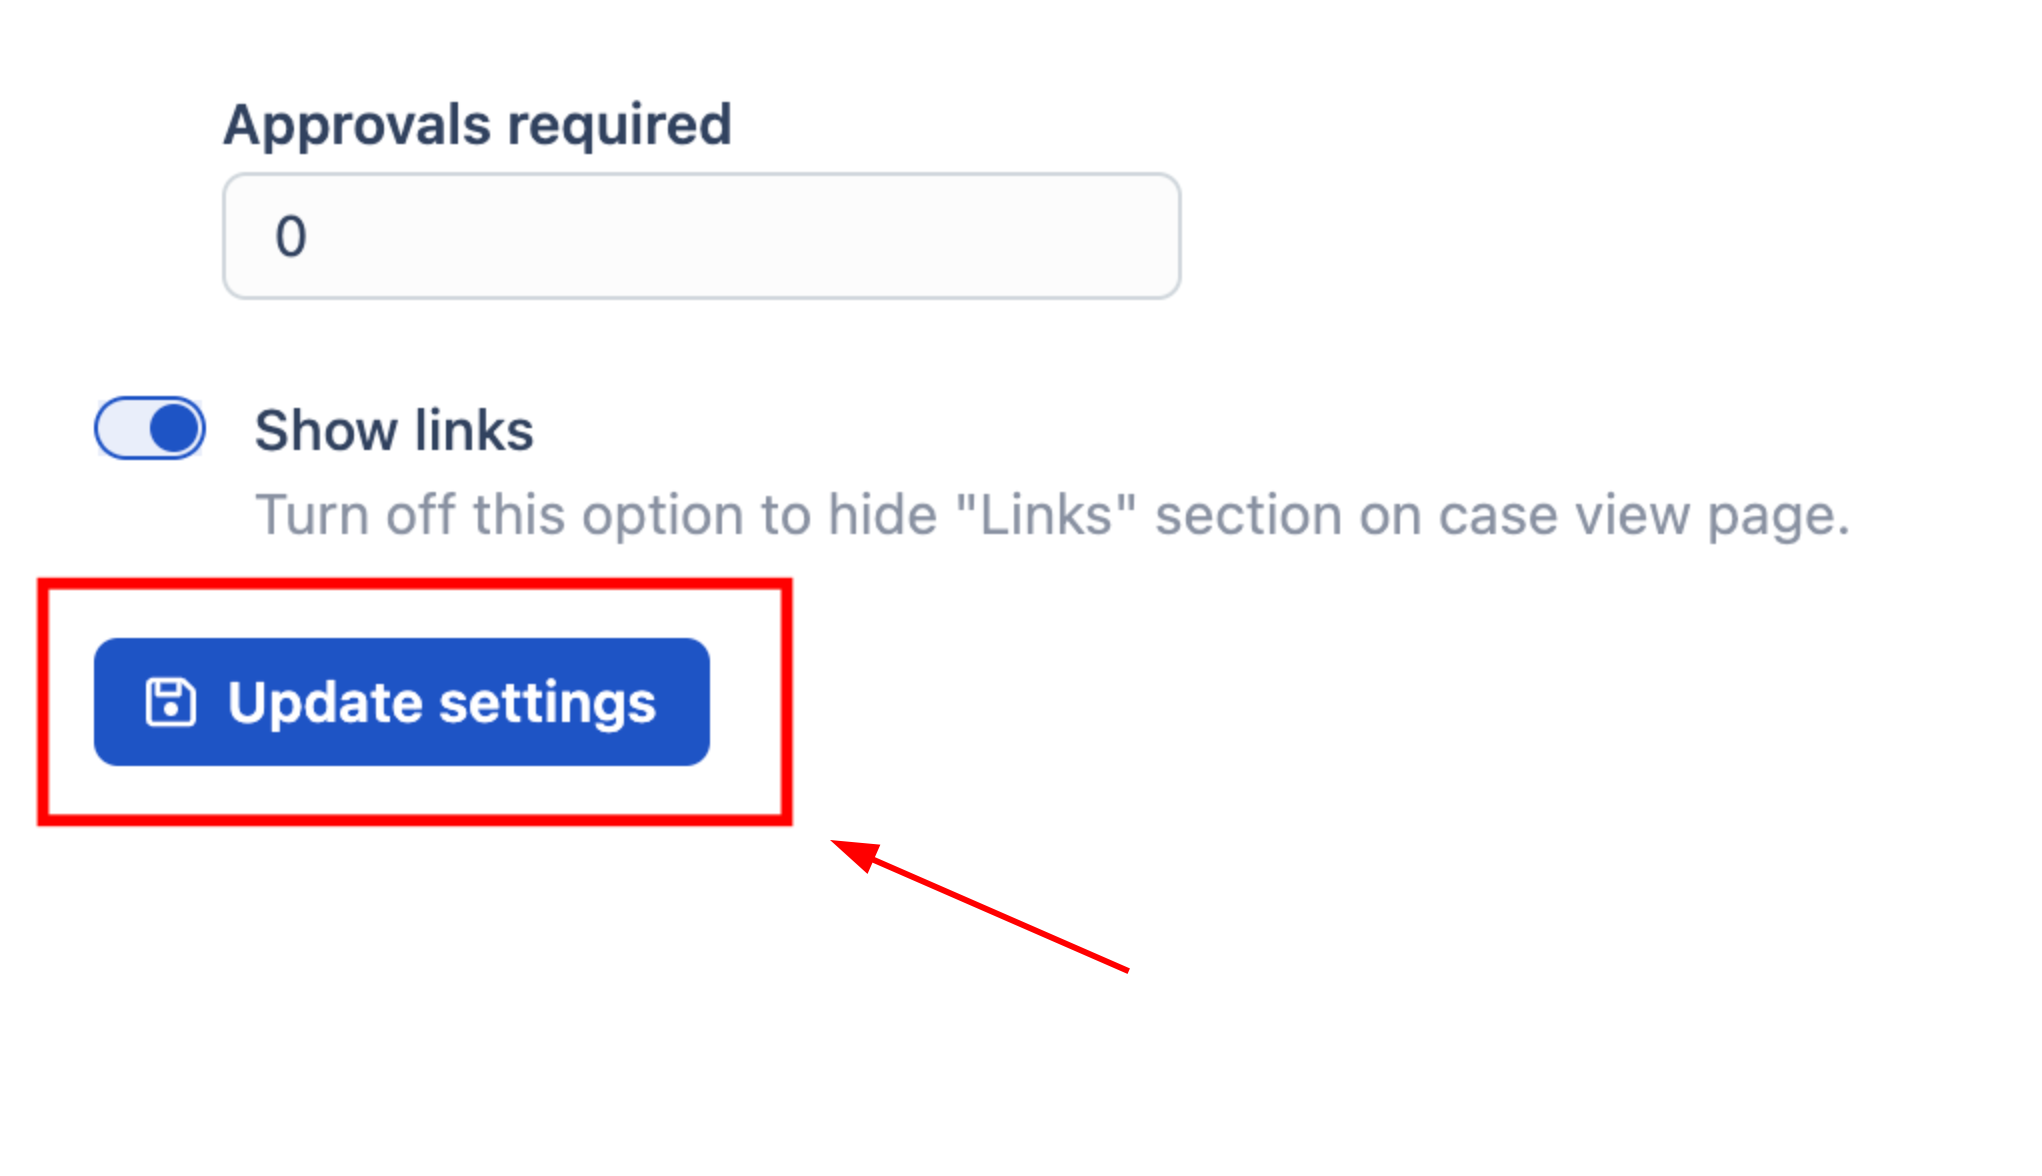 Approvals required
0
Show links
Turn off this option to hide "Links" section on case view page.
Update settings